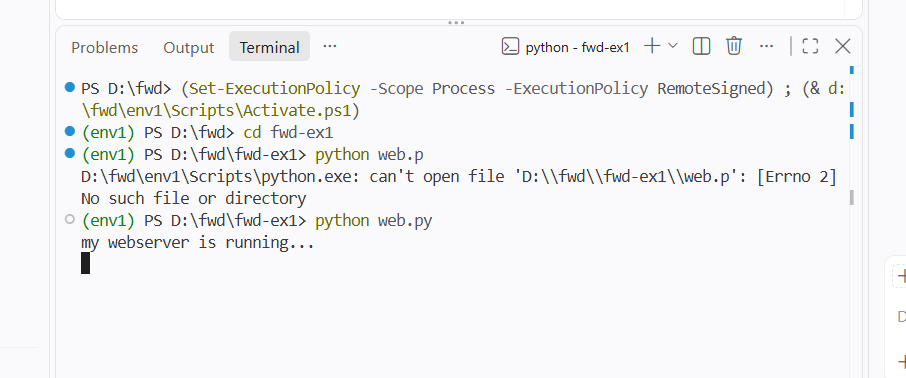 Problems Output Terminal ... python - fwd-ex1 ...
PS D:\fwd> (Set-ExecutionPolicy -Scope Process -ExecutionPolicy RemoteSigned) ; (& d:
\fwd\env1\Scripts\Activate.ps1)
(env1) PS D:\fwd> cd fwd-ex1
(env1) PS D:\fwd\fwd-ex1> python web.p
D:\fwd\env1\Scripts\python.exe: can't open file 'D:\\fwd\\fwd-ex1\\web.p': [Errno 2]
No such file or directory
(env1) PS D:\fwd\fwd-ex1> python web.py
my webserver is running...